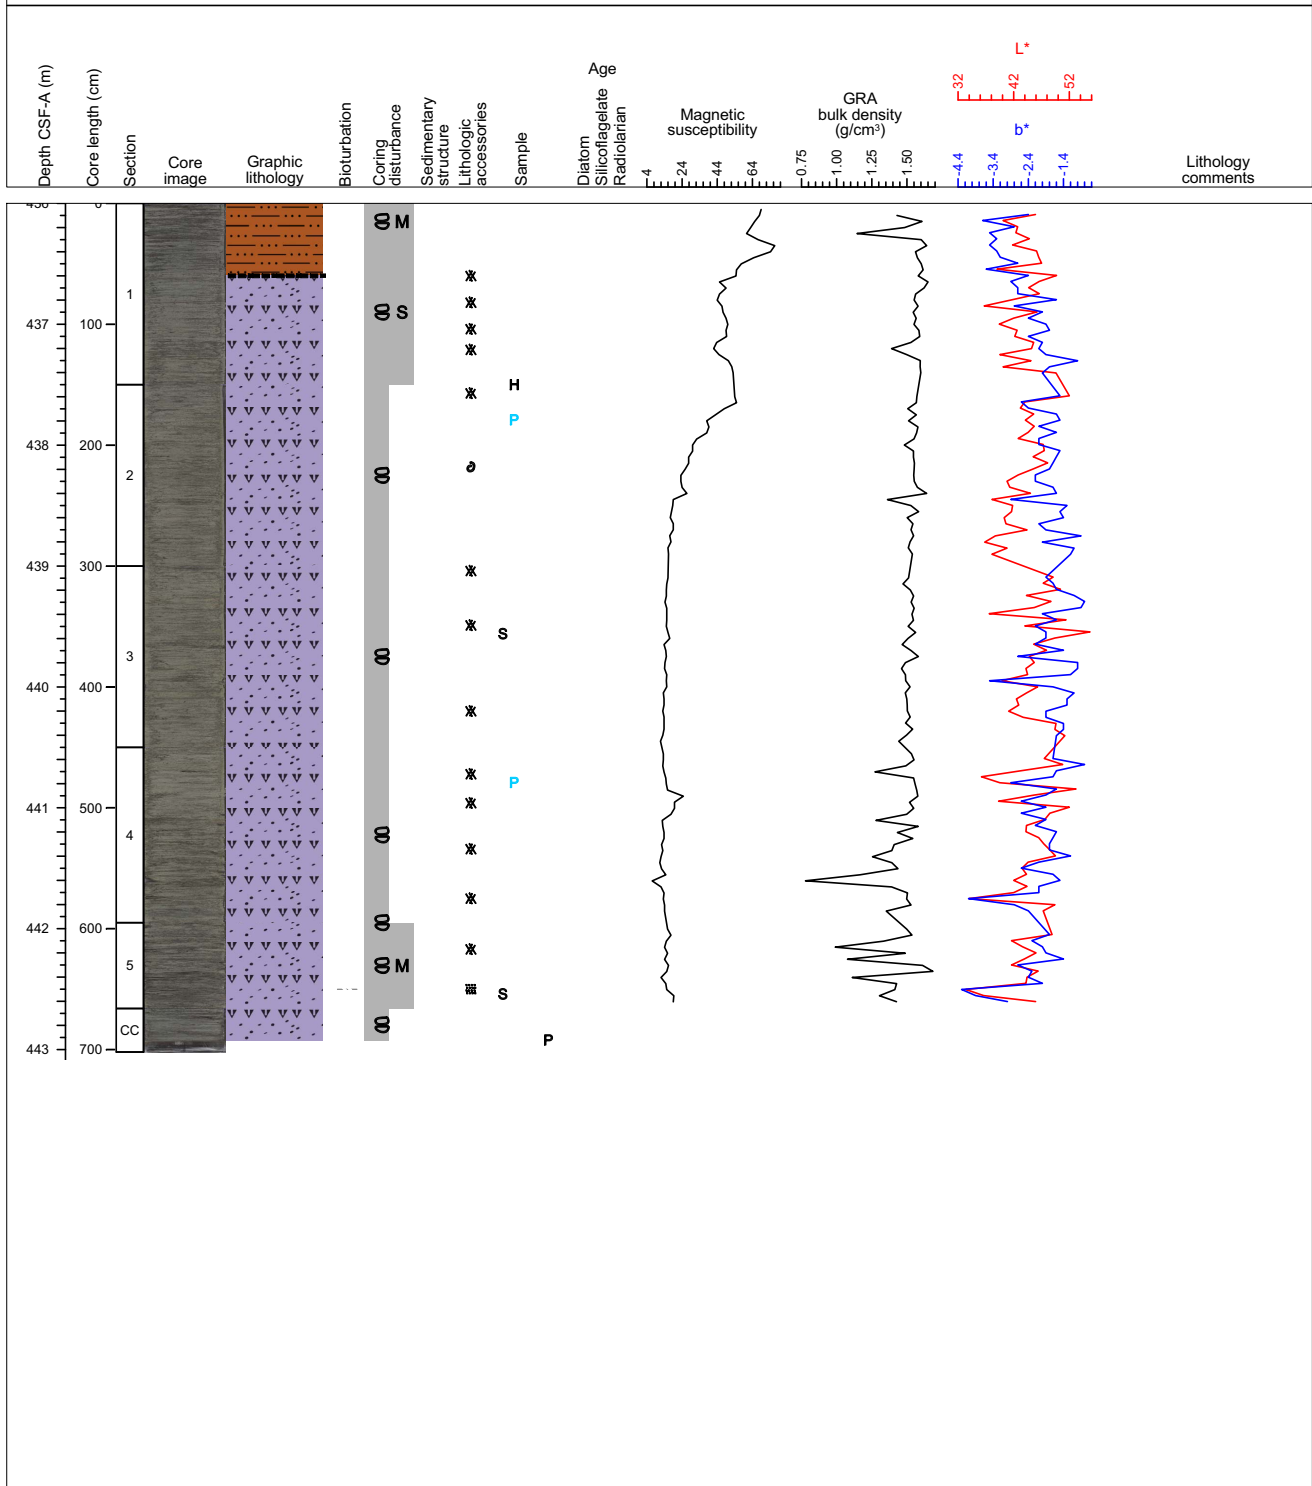 Depth CSF-A (m)
Core length (cm)
Section
Core
image
Graphic
lithology
Bioturbation
Coring
disturbance
Sedimentary
structure
Lithologic
accessories
Sample
Age
Diatom
Silicoflagelate
Radiolarian
Magnetic
susceptibility
4 24 44 64
GRA
bulk density
(g/cm³)
0.75 1.00 1.25 1.50
L*
32 42 52
b*
-4.4 -3.4 -2.4 -1.4
Lithology
comments
M
1
S
437 100
H
P
438 200
2
439 300
S
3
440 400
P
441 500
4
442 600
5
M
S
CC
P
443 700